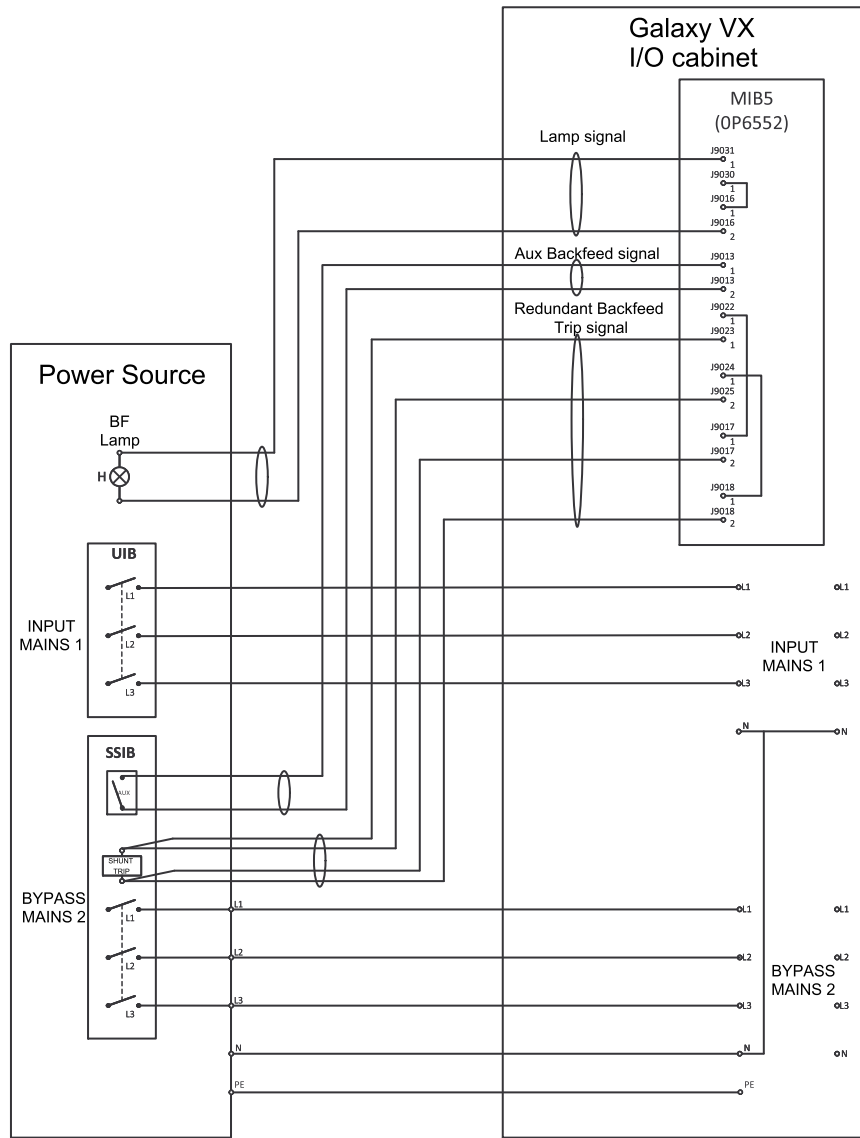 Galaxy VX
I/O cabinet
MIB5
(0P6552)
Lamp signal
J9031
1
J9030
1
J9016
1
J9016
2
Aux Backfeed signal
J9013
1
J9013
2
Redundant Backfeed
Trip signal
J9022
1
J9023
1
J9024
1
J9025
2
J9017
1
J9017
2
J9018
1
J9018
2
Power Source
BF
Lamp
H
UIB
INPUT
MAINS 1
L1
L2
L3
L1
L1
L2
L2
INPUT
MAINS 1
L3
L3
N
N
SSIB
AUX
SHUNT
TRIP
BYPASS
MAINS 2
L1
L2
L3
L1
L2
L3
N
PE
L1
L1
L2
L2
BYPASS
MAINS 2
L3
L3
N
N
PE